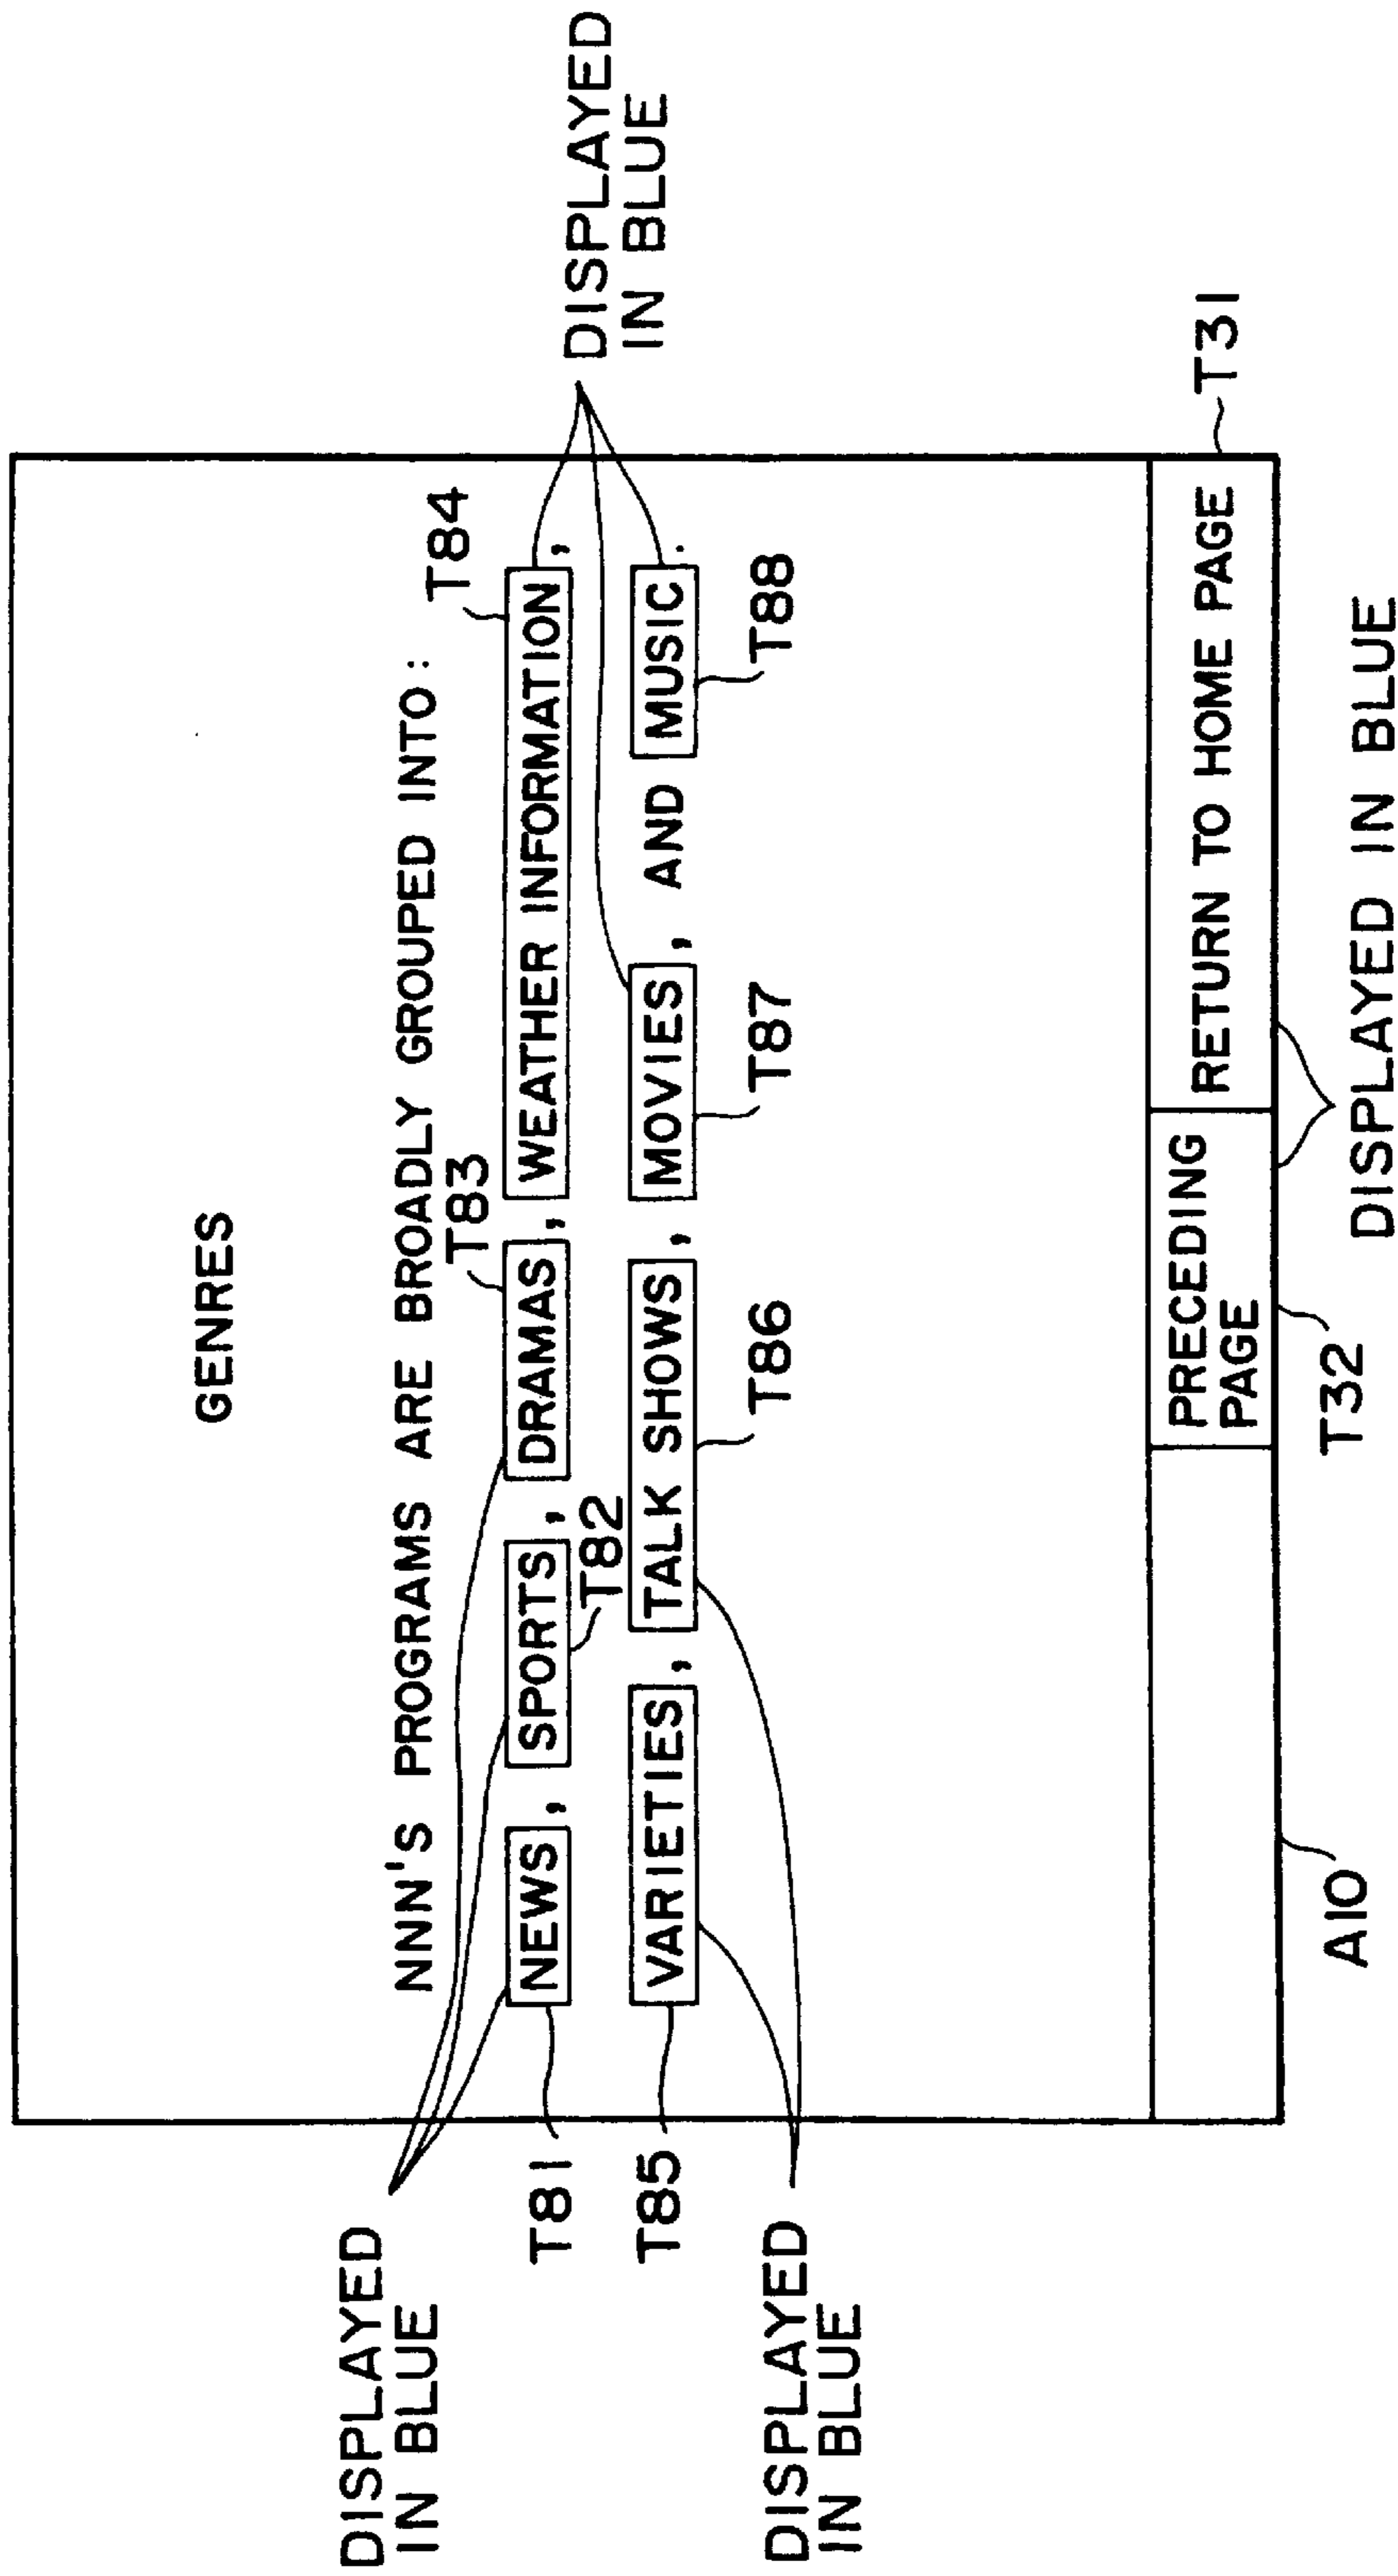 GENRES
NNN'S PROGRAMS ARE BROADLY GROUPED INTO :
NEWS, SPORTS, DRAMAS, WEATHER INFORMATION,
VARIETIES, TALK SHOWS, MOVIES, AND MUSIC.
PRECEDING
PAGE
RETURN TO HOME PAGE
DISPLAYED
IN BLUE
T81
T82
T83
T84
DISPLAYED
IN BLUE
T85
T86
T87
T88
DISPLAYED
IN BLUE
A10
T32
T31
DISPLAYED IN BLUE